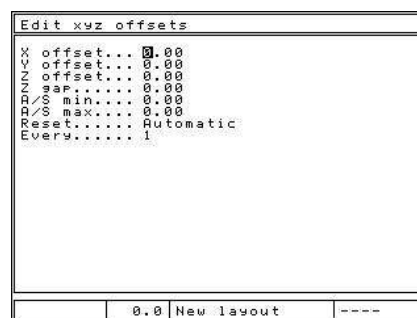 Edit xyz offsets
X offset... 0.00
Y offset... 0.00
Z offset... 0.00
Z gap...... 0.00
A/S min.... 0.00
A/S max.... 0.00
Reset...... Automatic
Every...... 1
0.0 New layout ----